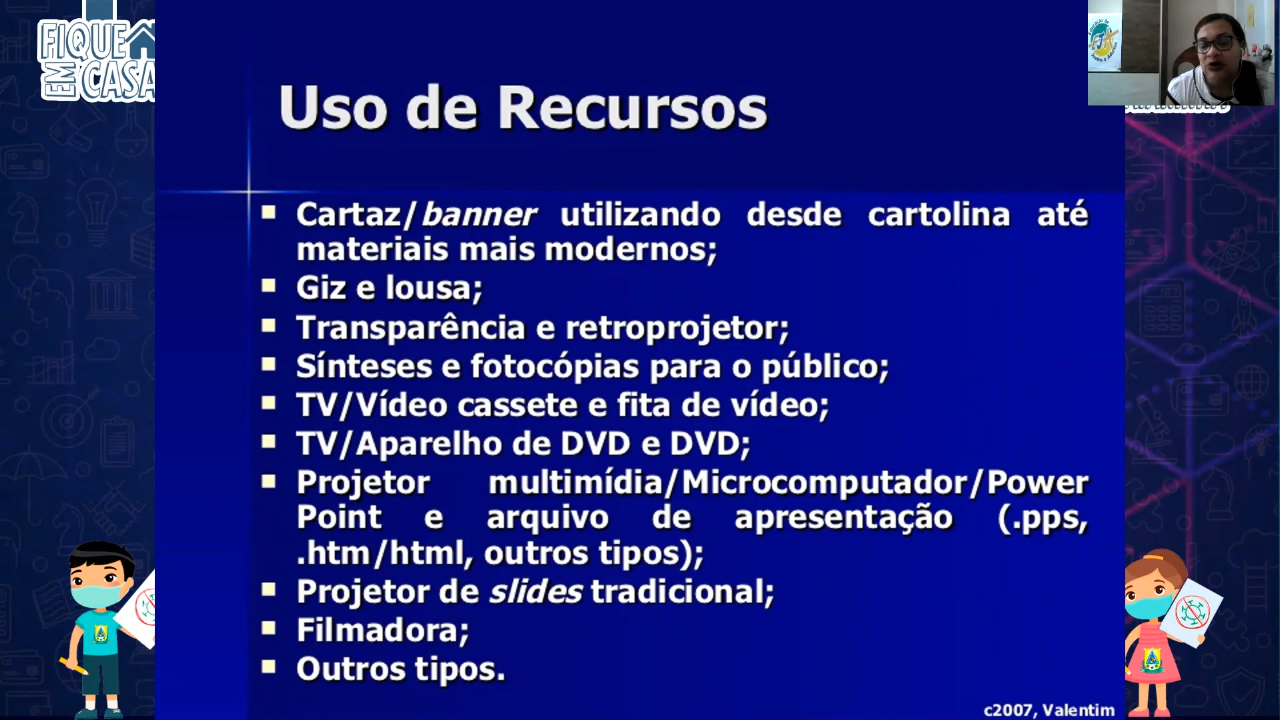 FIQUE
EM
CASA
Uso de Recursos
Cartaz/banner utilizando desde cartolina até
materiais mais modernos;
Giz e lousa;
Transparência e retroprojetor;
Sínteses e fotocópias para o público;
TV/Vídeo cassete e fita de vídeo;
TV/Aparelho de DVD e DVD;
Projetor multimídia/Microcomputador/Power
Point e arquivo de apresentação (.pps,
.htm/html, outros tipos);
Projetor de slides tradicional;
Filmadora;
Outros tipos.
c2007, Valentim